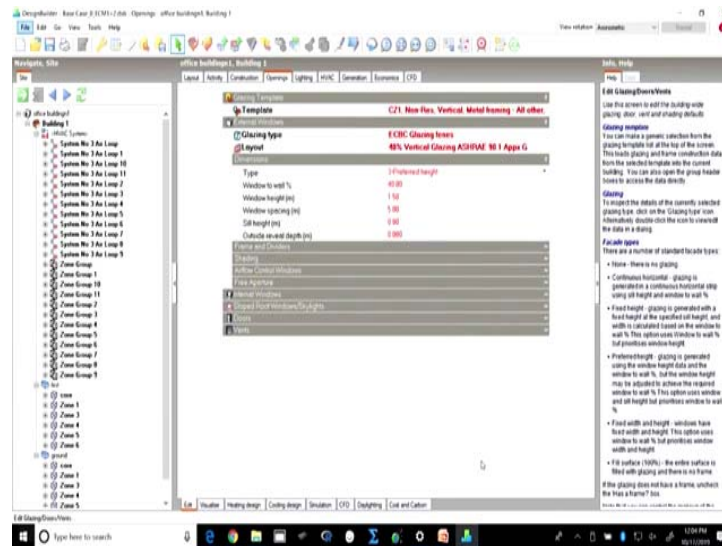 DesignBuilder - Base Case_E ECM1+2.dsb - Openings - office buildingn1, Building 1
File Edit Go View Tools Help
View rotation Axonometric
Navigate, Site
office buildingn1, Building 1
Info, Help
Site
Layout Activity Construction Openings Lighting HVAC Generation Economics CFD
Help
office buildingn1
Building 1
HVAC System
System No 3 Air Loop
System No 3 Air Loop 1
System No 3 Air Loop 10
System No 3 Air Loop 11
System No 3 Air Loop 2
System No 3 Air Loop 3
System No 3 Air Loop 4
System No 3 Air Loop 5
System No 3 Air Loop 6
System No 3 Air Loop 7
System No 3 Air Loop 8
System No 3 Air Loop 9
Zone Group
Zone Group 1
Zone Group 10
Zone Group 11
Zone Group 2
Zone Group 3
Zone Group 4
Zone Group 5
Zone Group 6
Zone Group 7
Zone Group 8
Zone Group 9
Zone 1
Zone 3
Zone 4
Zone 5
Zone 6
ground
Zone 1
Zone 3
Zone 4
Zone 5
Glazing Template
Template CZ1, Non Res, Vertical, Metal framing - All other
External Windows
Glazing type ECBC Glazing
Layout 40% Vertical Glazing ASHRAE 90.1 Appx G
Dimensions
Type 3-Preferred height
Window to wall % 40.00
Window height (m) 1.50
Window spacing (m) 5.00
Sill height (m)
Outside reveal depth (m) 0.000
Frame and Dividers
Shading
Airflow Control Windows
Free Aperture
Internal Windows
Sloped Roof Windows/Skylights
Doors
Vents
Edit Glazing/Doors/Vents
Use this screen to edit the building-wide
glazing, door, vent and shading defaults
Glazing template
You can make a generic selection from the
glazing template list at the top of the screen.
This loads glazing and frame construction data
from the selected template into the current
building. You can also open the group header
boxes to access the data directly.
Glazing
To inspect the details of the currently selected
glazing type, click on the 'Glazing type' icon.
Alternatively double-click the icon to view/edit
the data in a dialog.
Facade types
There are a number of standard facade types:
• None - there is no glazing
• Continuous horizontal - glazing is
generated in a continuous horizontal strip
using sill height and window to wall %
• Fixed height - glazing is generated with a
fixed height at the specified sill height, and
width is calculated based on the window to
wall %. This option uses Window to wall %
but prioritises window height.
• Preferred height - glazing is generated
using the window height data and the
window to wall %, but the window height
may be adjusted to achieve the required
window to wall %. This option uses window
and sill height but prioritises window to wall
%
• Fixed width and height - windows have
fixed width and height. This option uses
window to wall %, but prioritises window
width and height.
• Fill surface (100%) - the entire surface is
filled with glazing and there is no frame.
If the glazing does not have a frame, uncheck
the 'Has a frame?' box.
Edit Visualise Heating design Cooling design Simulation CFD Daylighting Cost and Carbon
Edit Glazing/Doors/Vents
Type here to search
12:04 PM